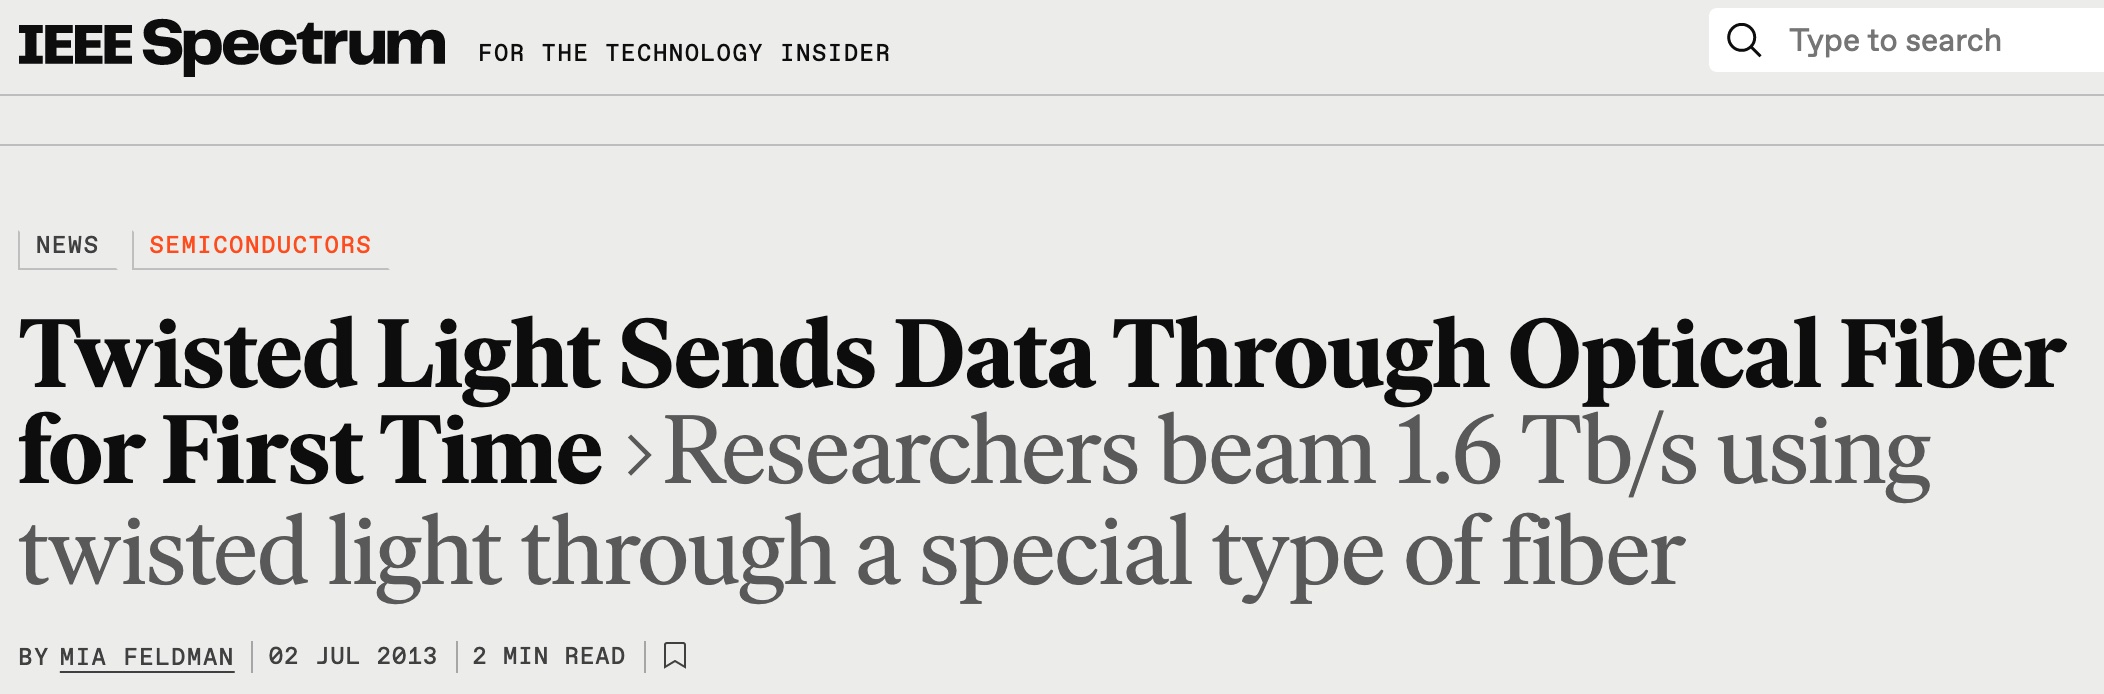 IEEE Spectrum FOR THE TECHNOLOGY INSIDER
Type to search
NEWS SEMICONDUCTORS
Twisted Light Sends Data Through Optical Fiber
for First Time >Researchers beam 1.6 Tb/s using
twisted light through a special type of fiber
BY MIA FELDMAN | 02 JUL 2013 | 2 MIN READ |